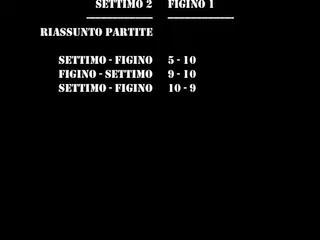 SETTIMO 2 FIGINO 1
RIASSUNTO PARTITE
SETTIMO - FIGINO 5 - 10
FIGINO - SETTIMO 9 - 10
SETTIMO - FIGINO 10 - 9